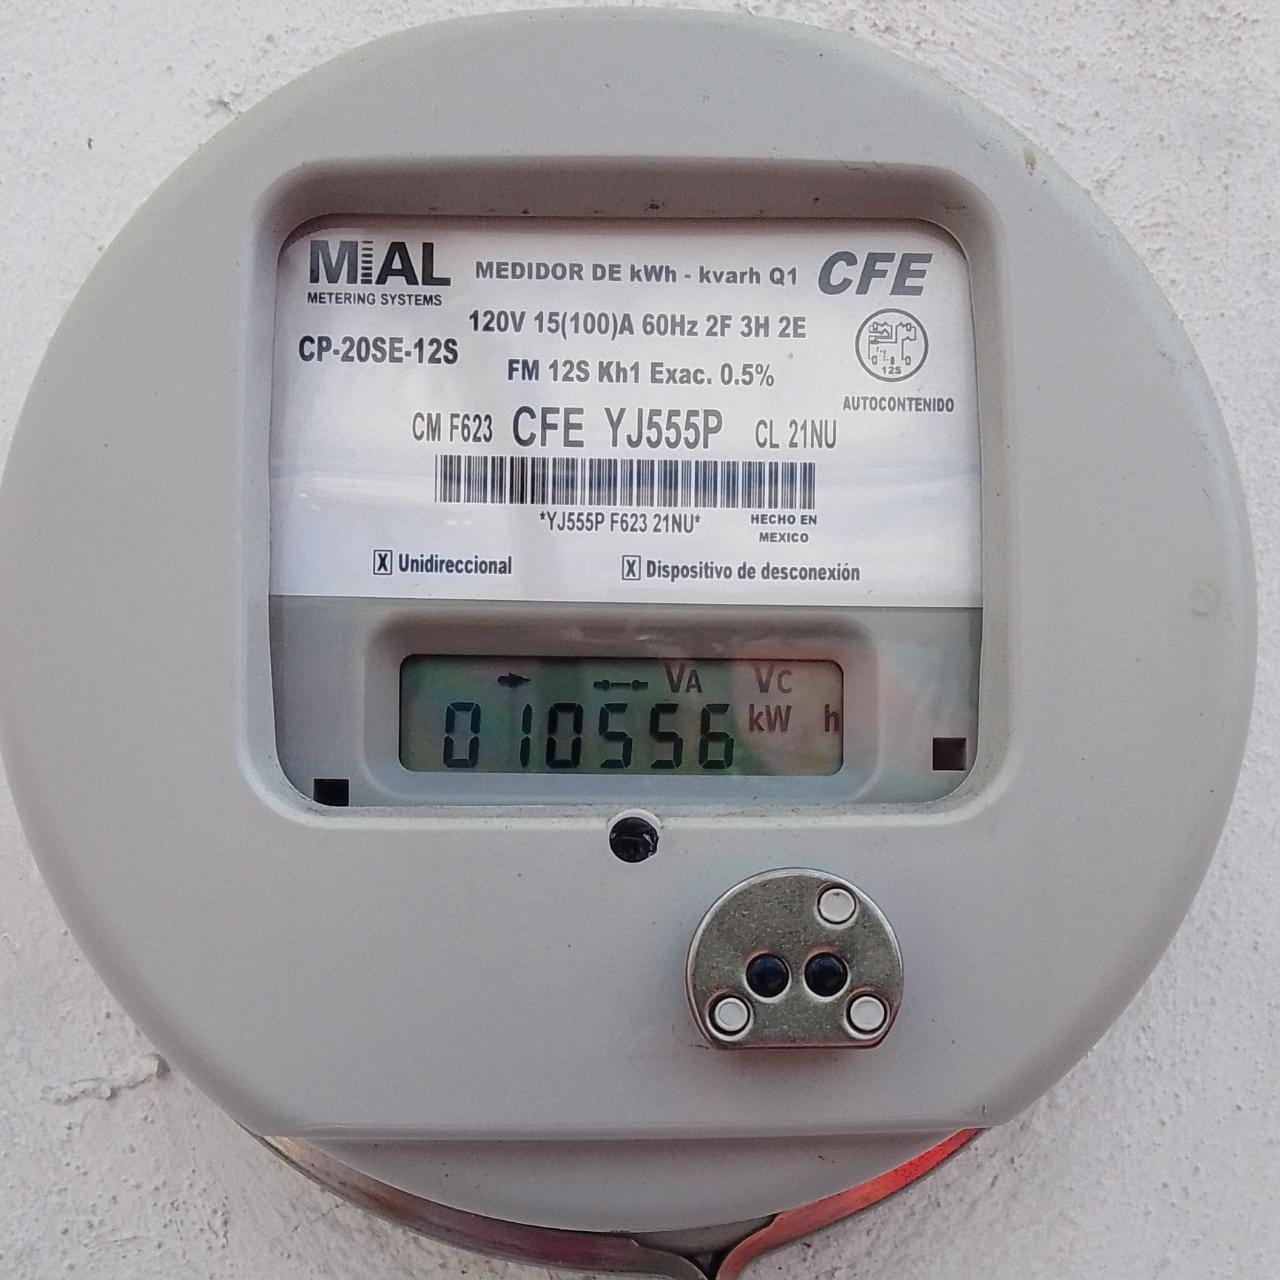 MIAL
METERING SYSTEMS
MEDIDOR DE kWh - kvarh Q1
CFE
120V 15(100)A 60Hz 2F 3H 2E
CP-20SE-12S
FM 12S Kh1 Exac. 0.5%
12S
AUTOCONTENIDO
CM F623 CFE YJ555P CL 21NU
*YJ555P F623 21NU*
HECHO EN
MEXICO
X Unidireccional
X Dispositivo de desconexión
VA VC
010556 kW h